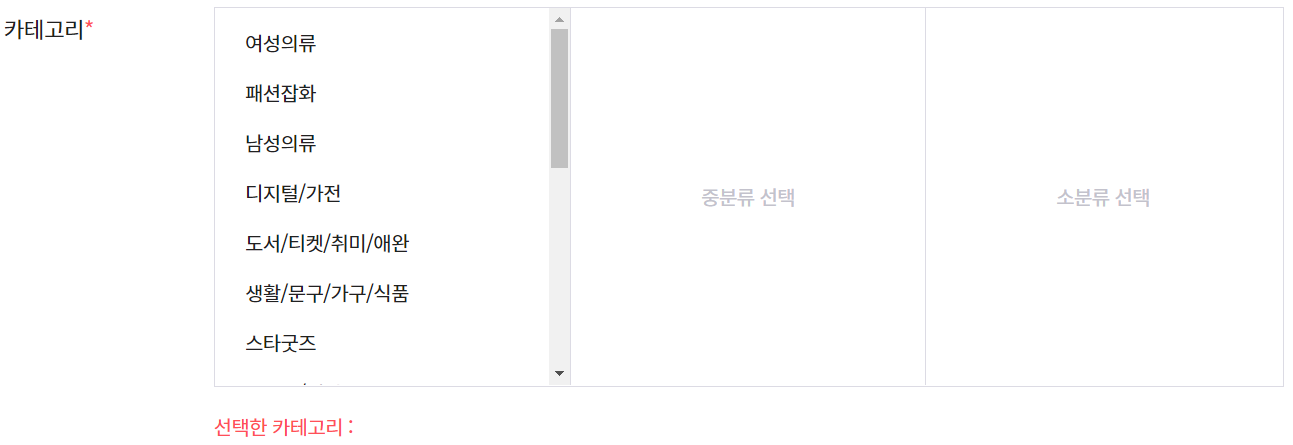 카테고리*
여성의류
패션잡화
남성의류
디지털/가전
도서/티켓/취미/애완
생활/문구/가구/식품
스타굿즈
중분류 선택
소분류 선택
선택한 카테고리 :